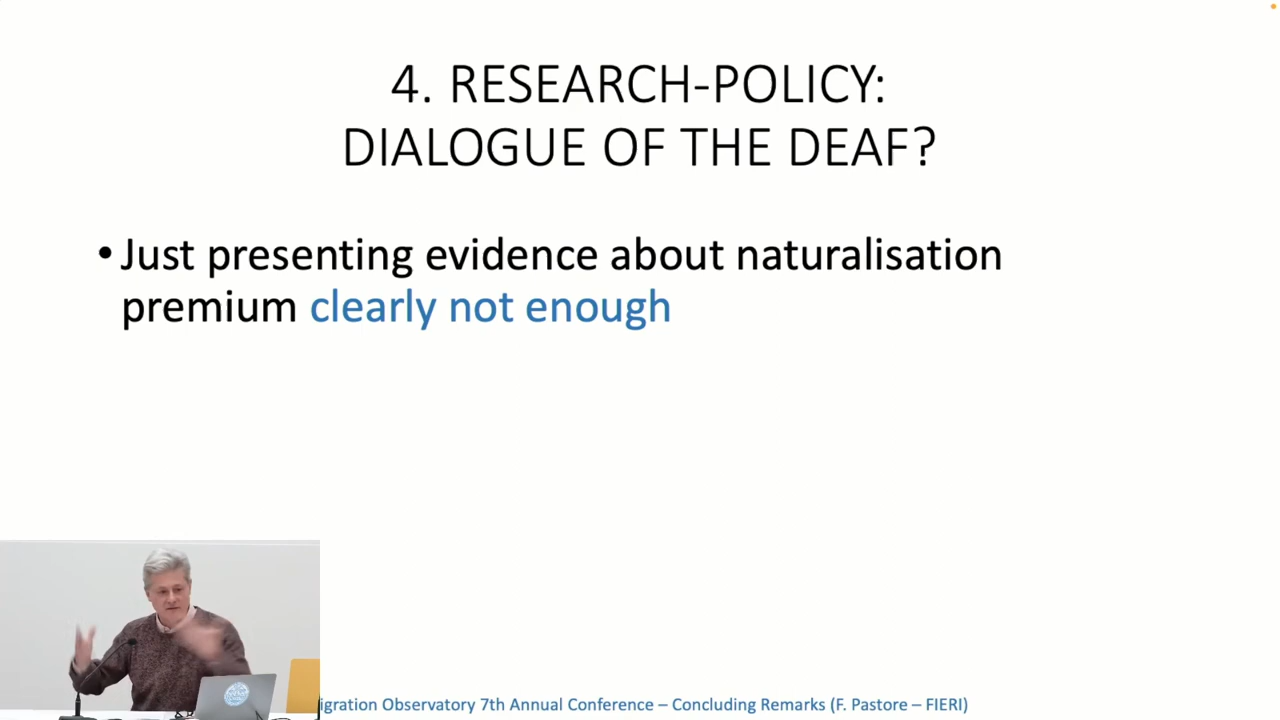 4. RESEARCH-POLICY:
DIALOGUE OF THE DEAF?
• Just presenting evidence about naturalisation
premium clearly not enough
igration Observatory 7th Annual Conference – Concluding Remarks (F. Pastore – FIERI)